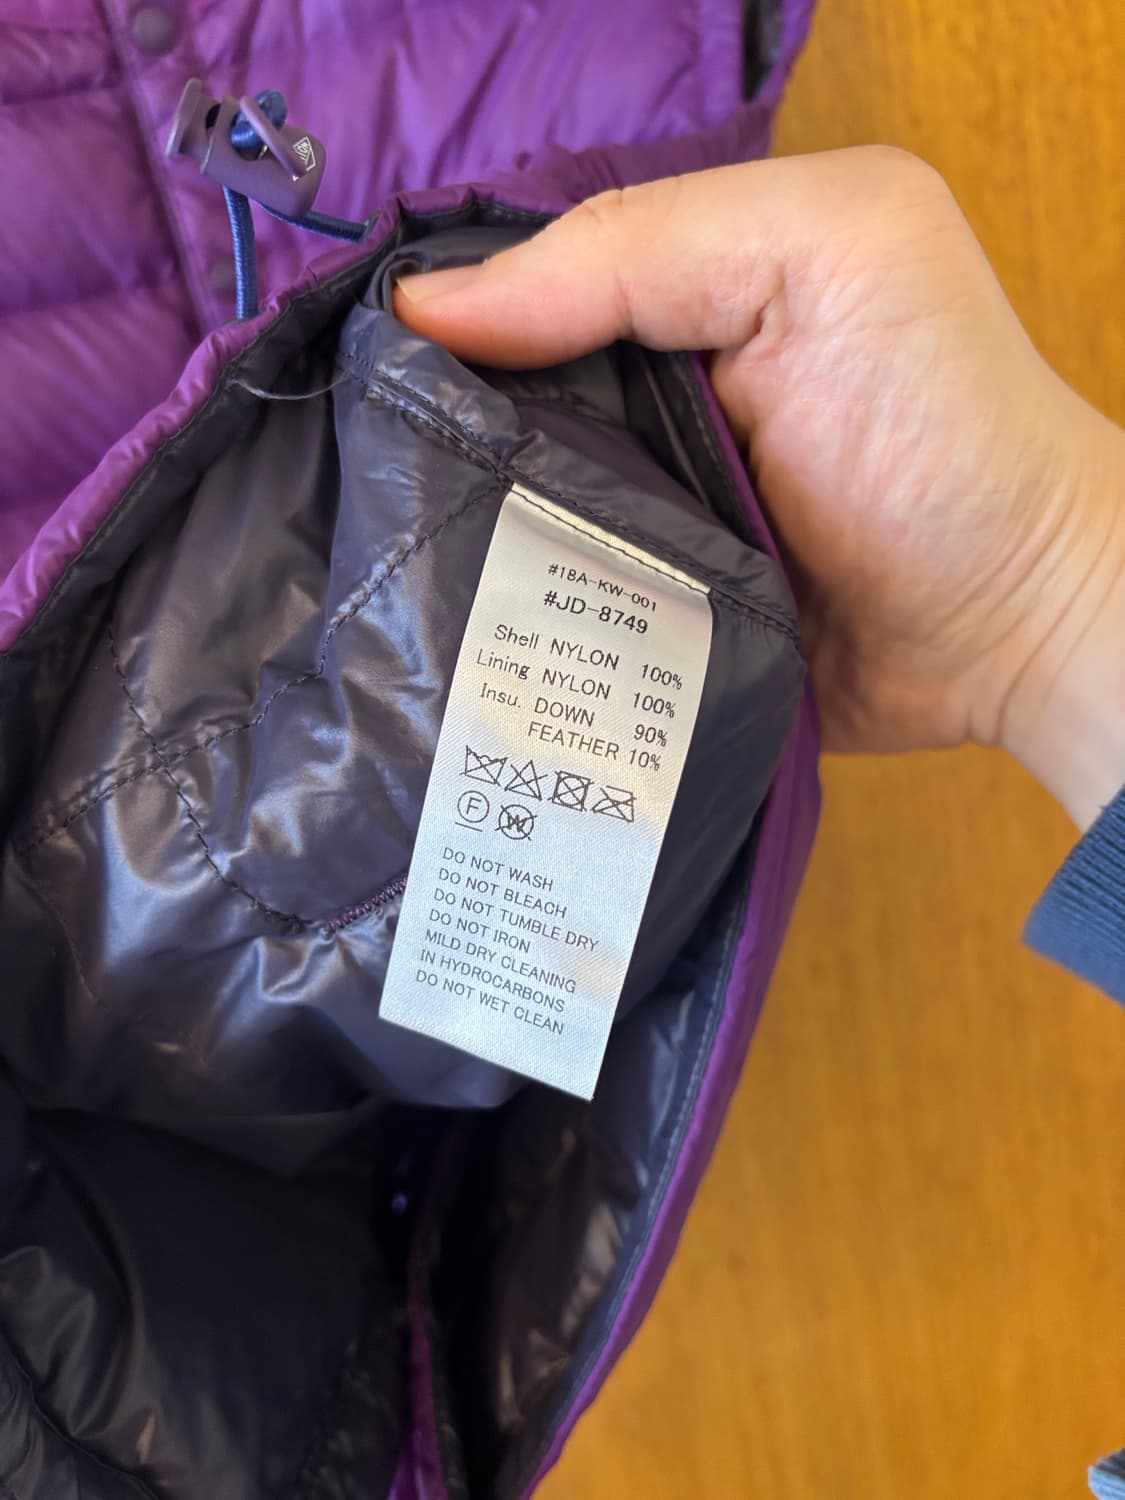 #18A-KW-001
#JD-8749
Shell NYLON 100%
Lining NYLON 100%
Insu. DOWN 90%
FEATHER 10%
F W
DO NOT WASH
DO NOT BLEACH
DO NOT TUMBLE DRY
DO NOT IRON
MILD DRY CLEANING
IN HYDROCARBONS
DO NOT WET CLEAN